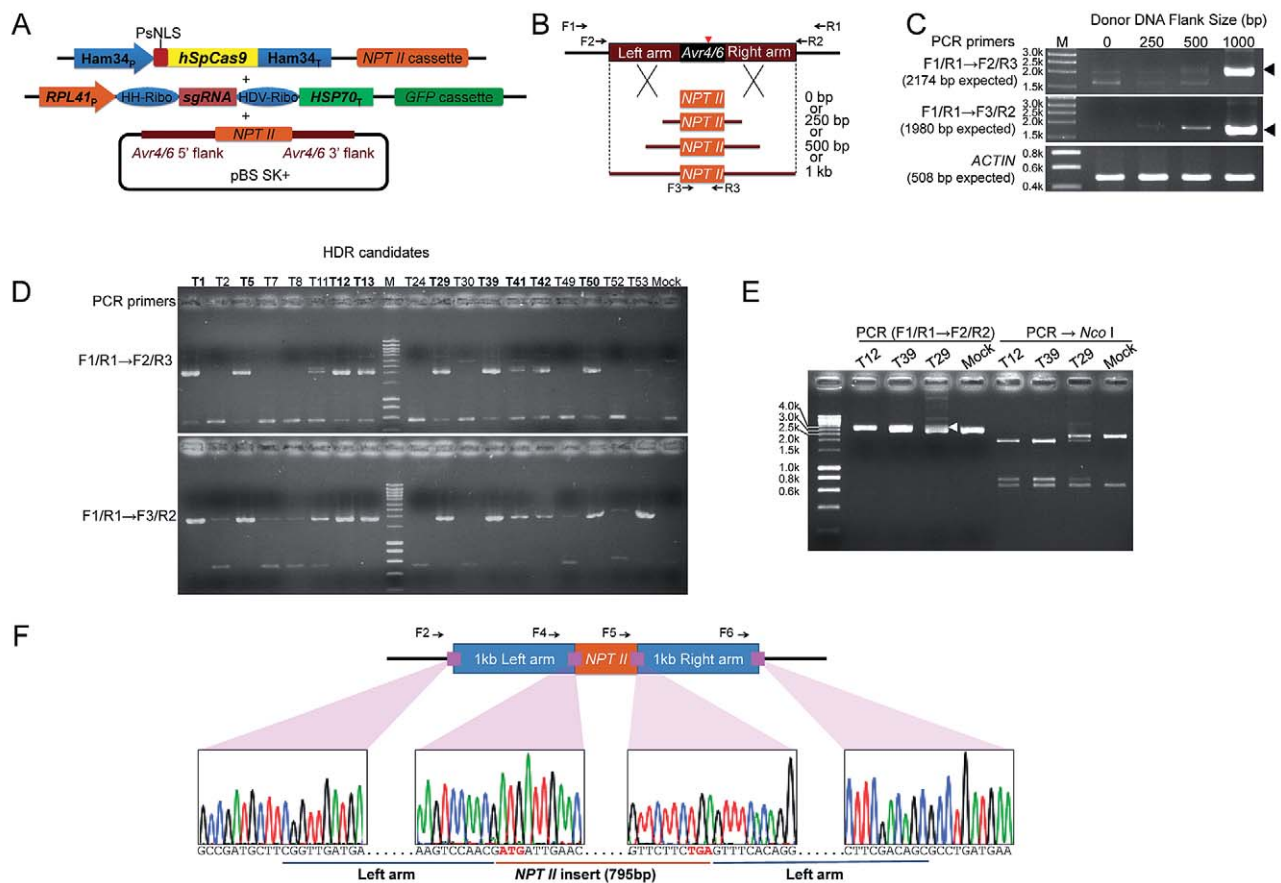 A
PsNLS
Ham34P
hSpCas9
Ham34T
NPT II cassette
+
RPL41P
HH-Ribo
sgRNA
HDV-Ribo
HSP70T
GFP cassette
+
NPT II
Avr4/6 5' flank
Avr4/6 3' flank
pBS SK+
B
F1
R1
F2
R2
Left arm
Avr4/6
Right arm
NPT II
0 bp
or
NPT II
250 bp
or
NPT II
500 bp
or
NPT II
1 kb
F3
R3
C
Donor DNA Flank Size (bp)
PCR primers
M
0
250
500
1000
F1/R1→F2/R3
(2174 bp expected)
3.0k
2.0k
1.5k
F1/R1→F3/R2
(1980 bp expected)
3.0k
2.0k
1.5k
ACTIN
(508 bp expected)
0.8k
0.6k
0.4k
D
HDR candidates
T1 T2 T5 T7 T8 T11 T12 T13 M T24 T29 T30 T39 T41 T42 T49 T50 T52 T53 Mock
PCR primers
F1/R1→F2/R3
F1/R1→F3/R2
E
PCR (F1/R1→F2/R2)
PCR → Nco I
T12 T39 T29 Mock T12 T39 T29 Mock
4.0k
3.0k
2.5k
2.0k
1.5k
1.0k
0.8k
0.6k
F
F2
F4
F5
F6
1kb Left arm
NPT II
1kb Right arm
GCCGATGCTTCGGTTGATGA......AAGTCCAACGATGATTGAAC.....GTTCTTCTGAGTTTCACAGG......CTTCGACAGCGCCTGATGAA
Left arm
NPT II insert (795bp)
Left arm